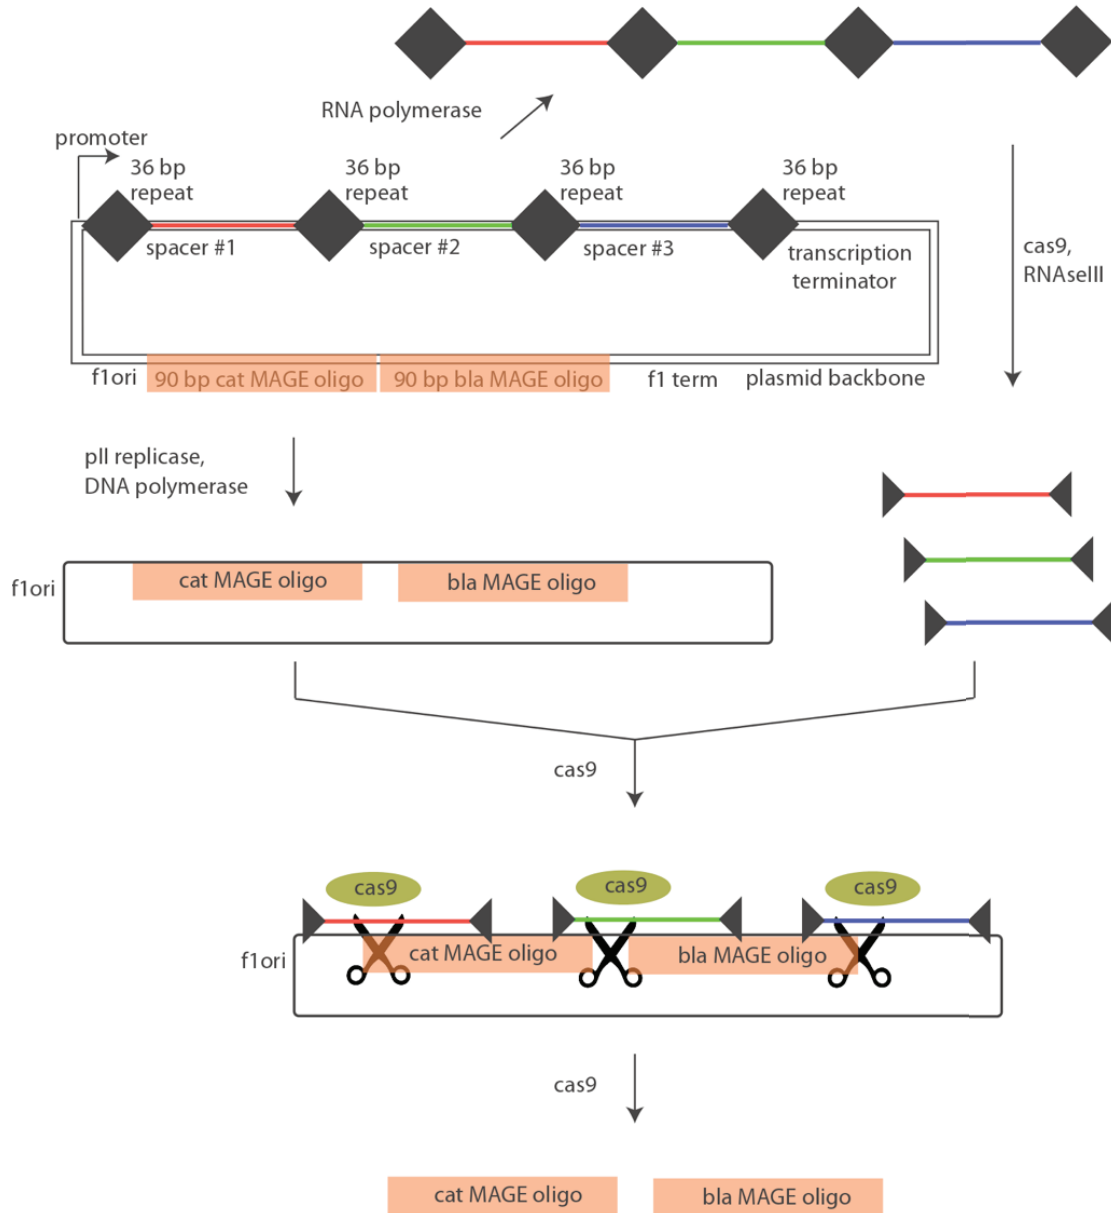 RNA polymerase
promoter
36 bp
repeat
36 bp
repeat
36 bp
repeat
36 bp
repeat
spacer #1
spacer #2
spacer #3
transcription
terminator
cas9,
RNAseIII
f1ori
90 bp cat MAGE oligo
90 bp bla MAGE oligo
f1 term
plasmid backbone
pII replicase,
DNA polymerase
f1ori
cat MAGE oligo
bla MAGE oligo
cas9
cas9
cas9
cas9
f1ori
cat MAGE oligo
bla MAGE oligo
cas9
cat MAGE oligo
bla MAGE oligo